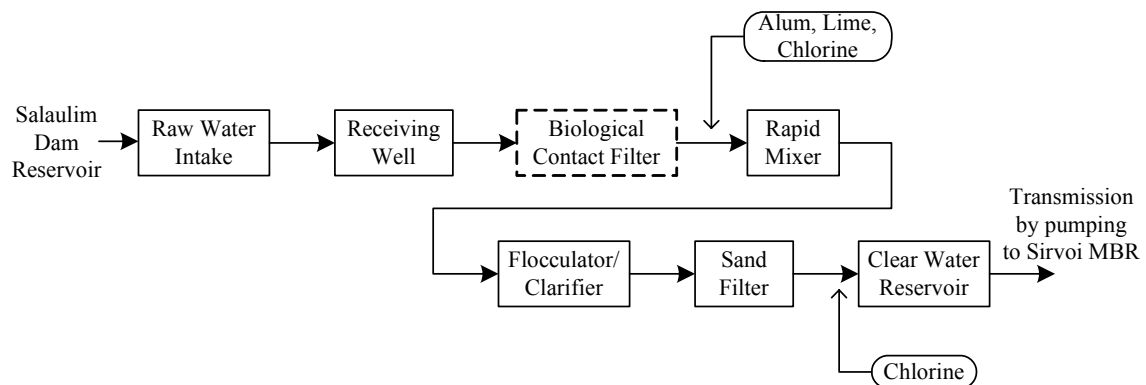 Alum, Lime,
Chlorine
Salaulim
Dam
Reservoir
Raw Water
Intake
Receiving
Well
Biological
Contact Filter
Rapid
Mixer
Transmission
by pumping
to Sirvoi MBR
Flocculator/
Clarifier
Sand
Filter
Clear Water
Reservoir
Chlorine